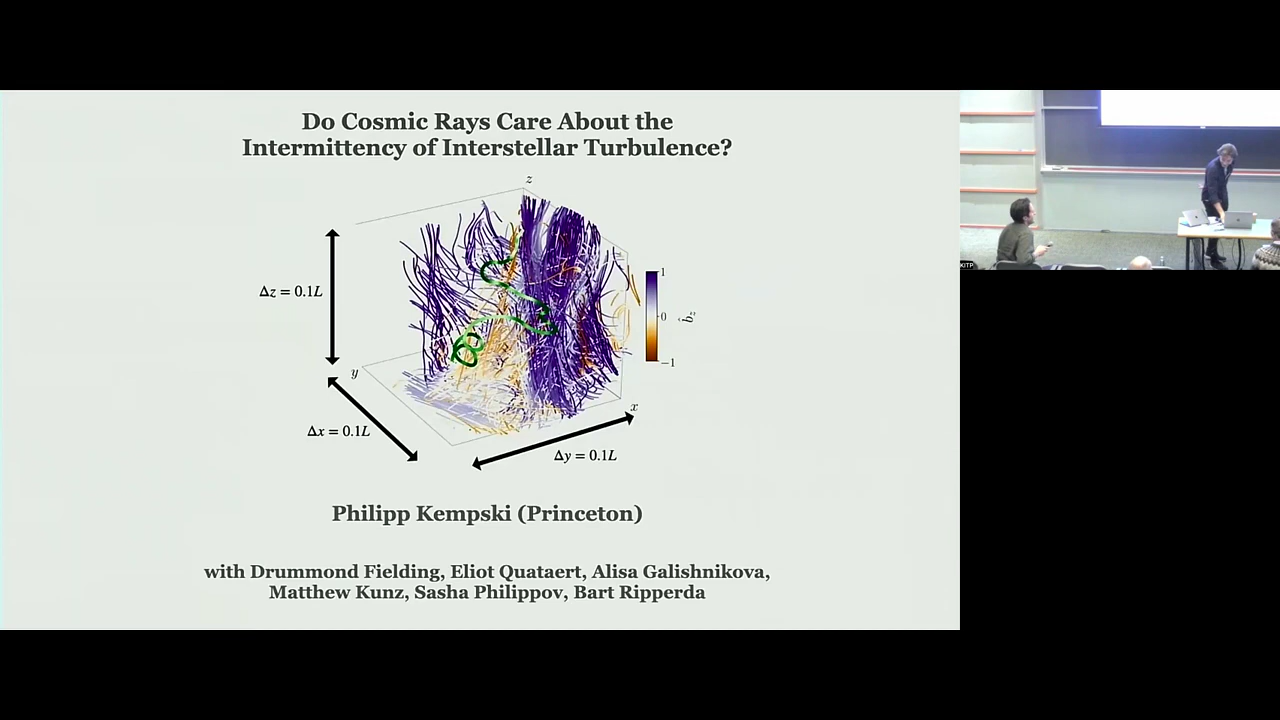 Do Cosmic Rays Care About the
Intermittency of Interstellar Turbulence?
z
Δz = 0.1L
1
0
−1
y
x
Δx = 0.1L
Δy = 0.1L
Philipp Kempski (Princeton)
with Drummond Fielding, Eliot Quataert, Alisa Galishnikova,
Matthew Kunz, Sasha Philippov, Bart Ripperda
KITP